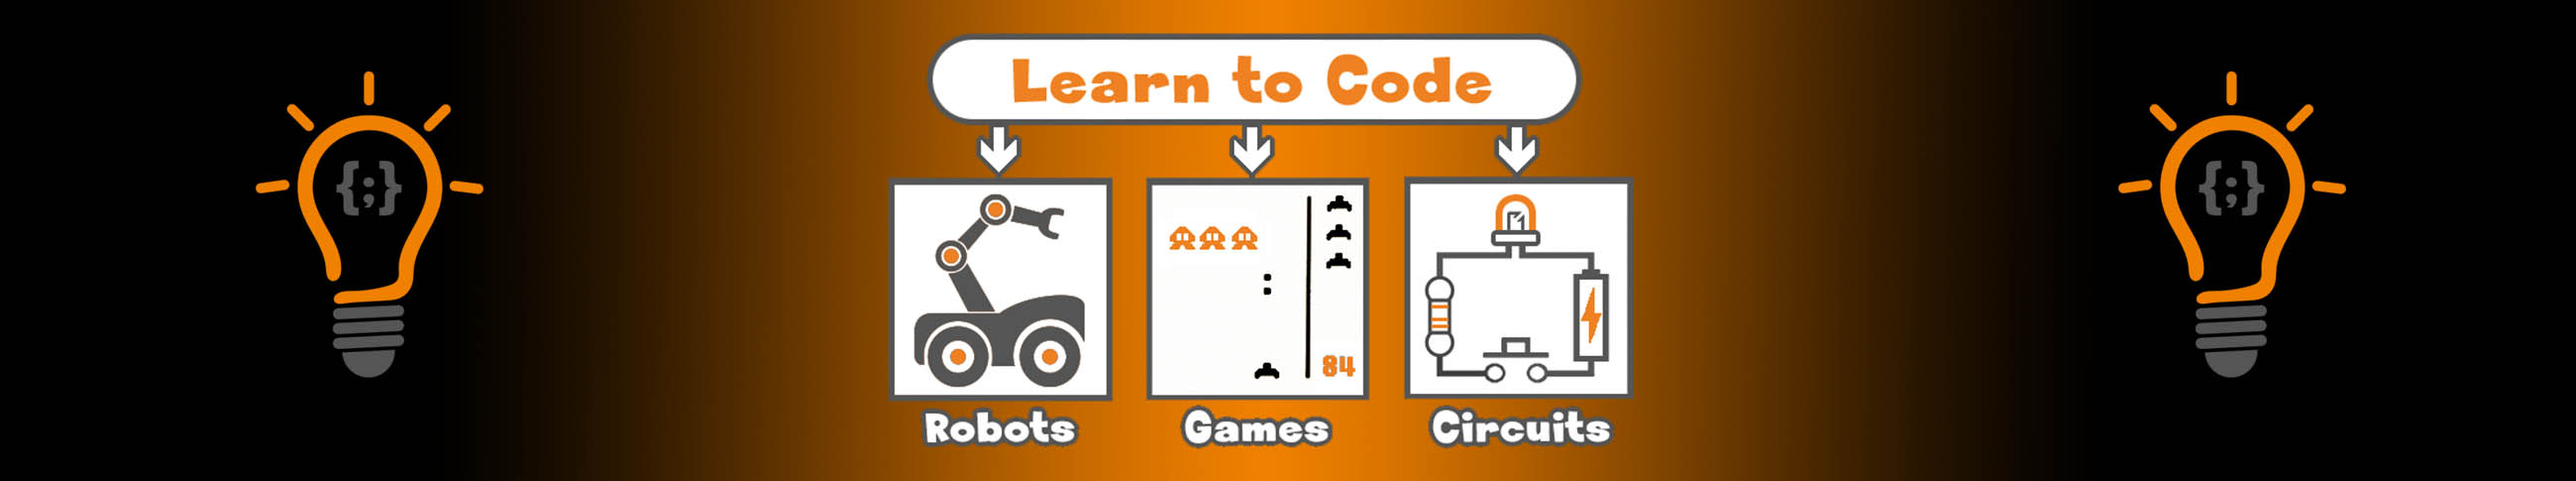 Learn to Code
{;}
{;}
84
Robots
Games
Circuits